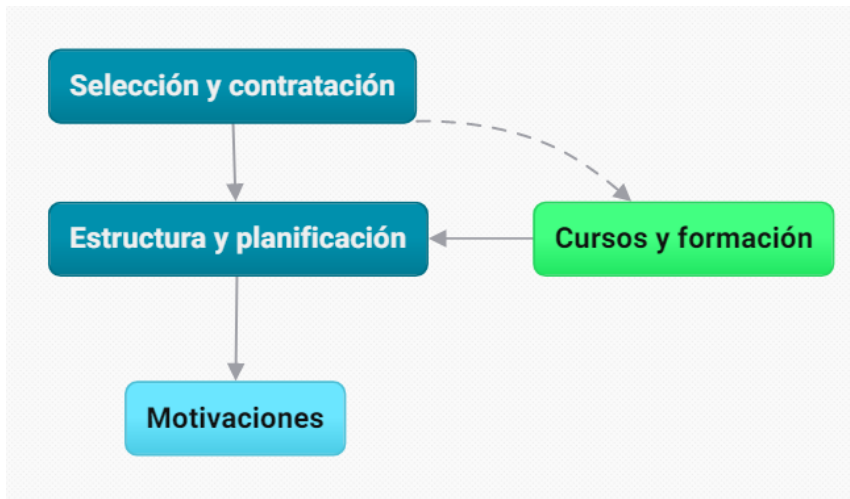 Selección y contratación
Estructura y planificación
Cursos y formación
Motivaciones